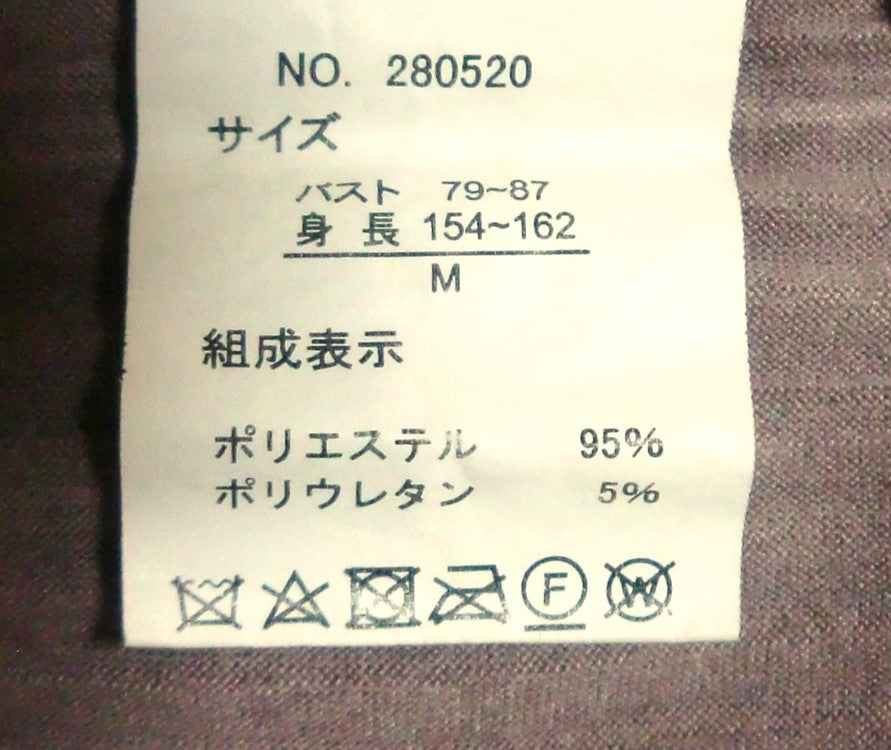 NO. 280520
サイズ
バスト 79~87
身 長 154~162
M
組成表示
ポリエステル 95%
ポリウレタン 5%
F W